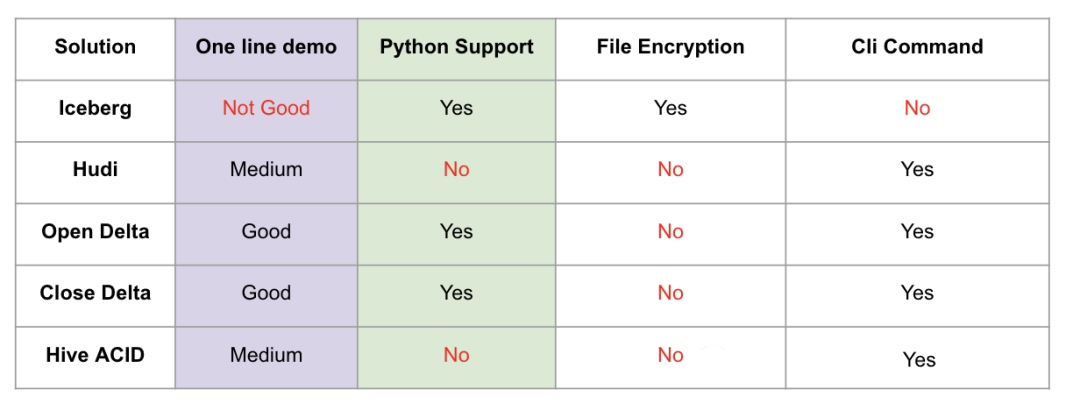 Solution One line demo Python Support File Encryption Cli Command
Iceberg Not Good Yes Yes No
Hudi Medium No No Yes
Open Delta Good Yes No Yes
Close Delta Good Yes No Yes
Hive ACID Medium No No Yes